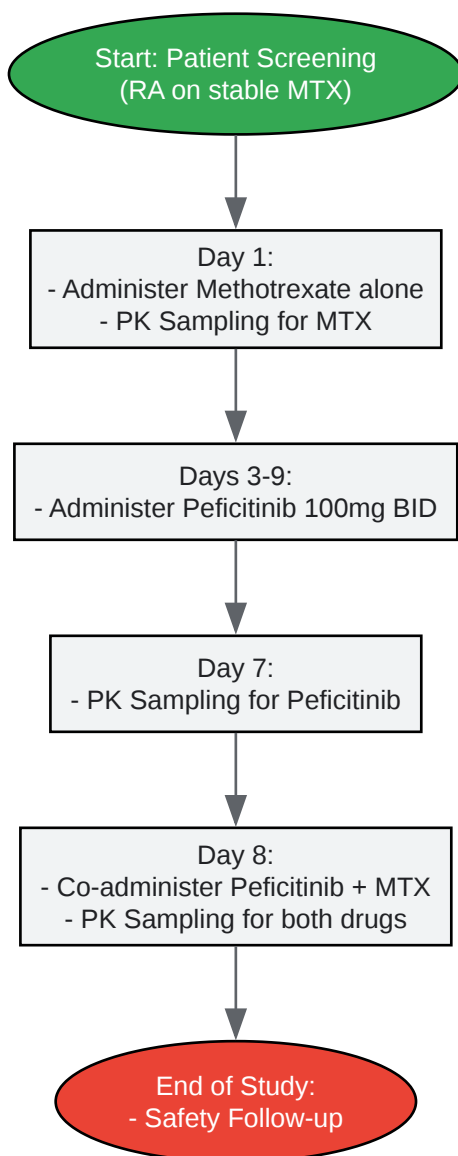 Start: Patient Screening
(RA on stable MTX)
Day 1:
- Administer Methotrexate alone
- PK Sampling for MTX
Days 3-9:
- Administer Peficitinib 100mg BID
Day 7:
- PK Sampling for Peficitinib
Day 8:
- Co-administer Peficitinib + MTX
- PK Sampling for both drugs
End of Study:
- Safety Follow-up